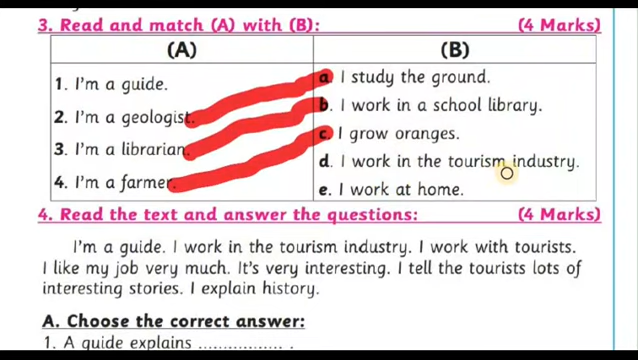 3. Read and match (A) with (B): (4 Marks)
(A) (B)
1. I'm a guide. a. I study the ground.
2. I'm a geologist. b. I work in a school library.
3. I'm a librarian. c. I grow oranges.
4. I'm a farmer. d. I work in the tourism industry.
e. I work at home.
4. Read the text and answer the questions: (4 Marks)
I'm a guide. I work in the tourism industry. I work with tourists.
I like my job very much. It's very interesting. I tell the tourists lots of
interesting stories. I explain history.
A. Choose the correct answer:
1. A guide explains ................ .